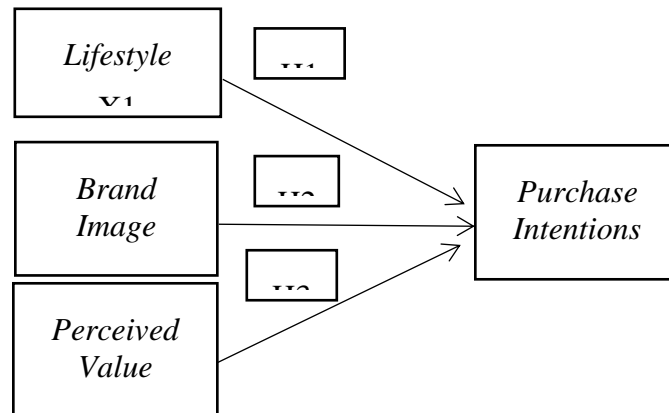 Lifestyle
Brand
Image
Purchase
Intentions
Perceived
Value